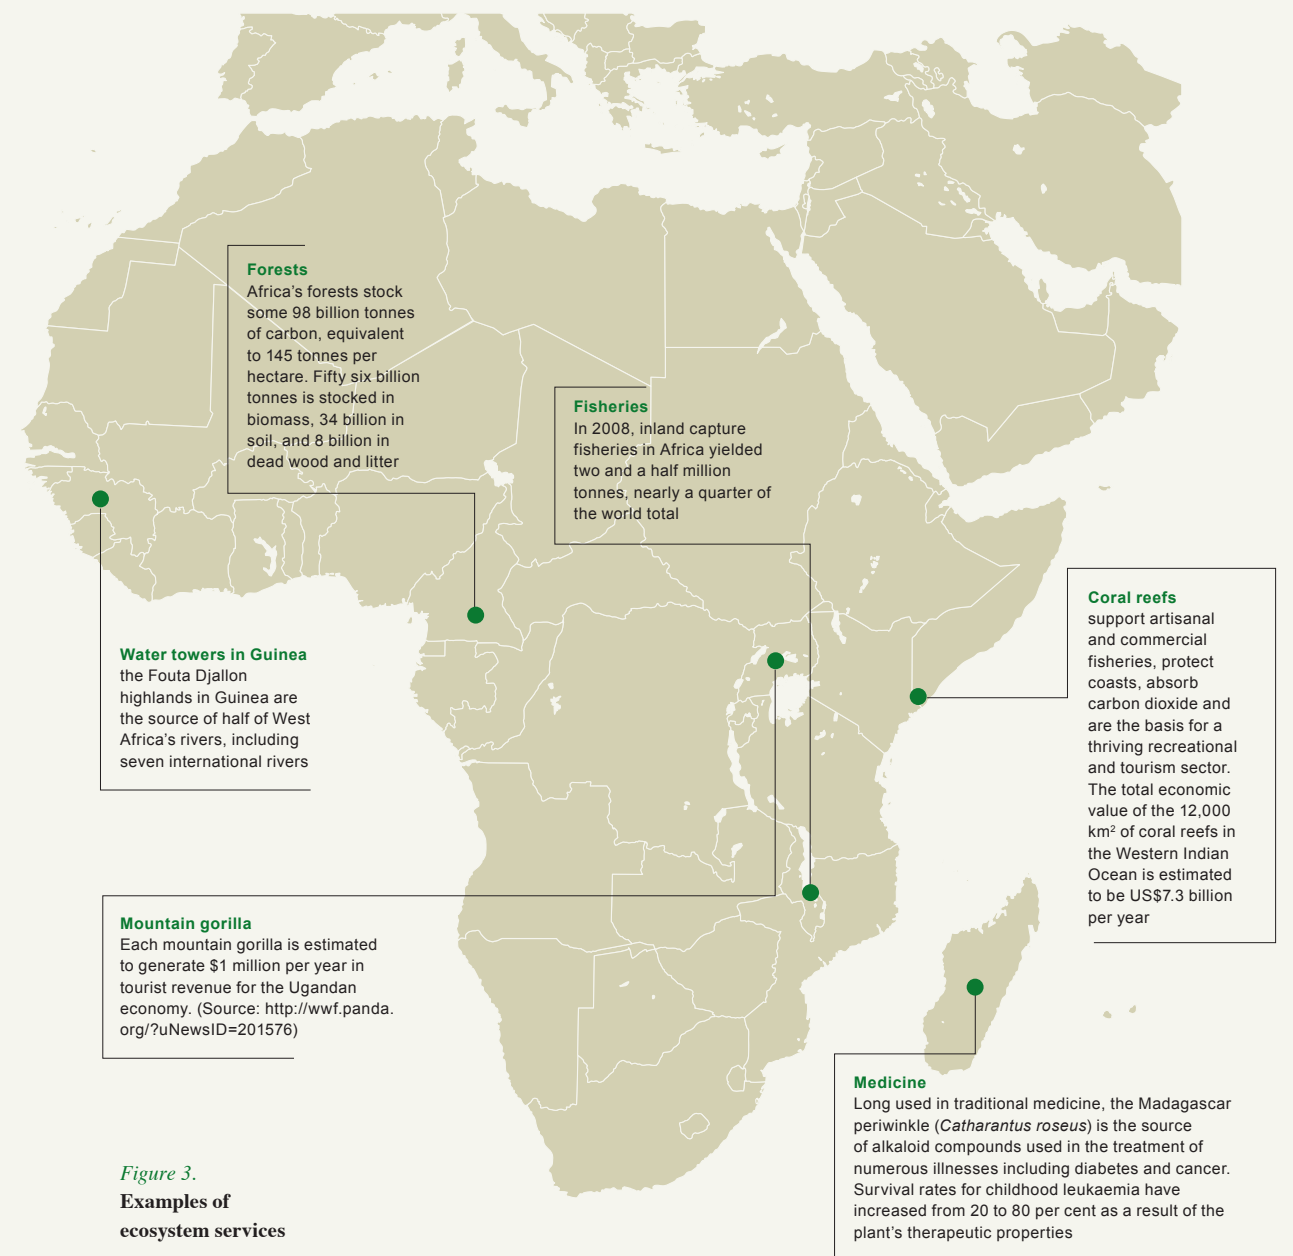 Forests
Africa’s forests stock
some 98 billion tonnes
of carbon, equivalent
to 145 tonnes per
hectare. Fifty six billion
tonnes is stocked in
biomass, 34 billion in
soil, and 8 billion in
dead wood and litter
Fisheries
In 2008, inland capture
fisheries in Africa yielded
two and a half million
tonnes, nearly a quarter of
the world total
Coral reefs
support artisanal
and commercial
fisheries, protect
coasts, absorb
carbon dioxide and
are the basis for a
thriving recreational
and tourism sector.
The total economic
value of the 12,000
km² of coral reefs in
the Western Indian
Ocean is estimated
to be US$7.3 billion
per year
Water towers in Guinea
the Fouta Djallon
highlands in Guinea are
the source of half of West
Africa’s rivers, including
seven international rivers
Mountain gorilla
Each mountain gorilla is estimated
to generate $1 million per year in
tourist revenue for the Ugandan
economy. (Source: http://wwf.panda.
org/?uNewsID=201576)
Medicine
Long used in traditional medicine, the Madagascar
periwinkle (Catharantus roseus) is the source
of alkaloid compounds used in the treatment of
numerous illnesses including diabetes and cancer.
Survival rates for childhood leukaemia have
increased from 20 to 80 per cent as a result of the
plant’s therapeutic properties
Figure 3.
Examples of
ecosystem services